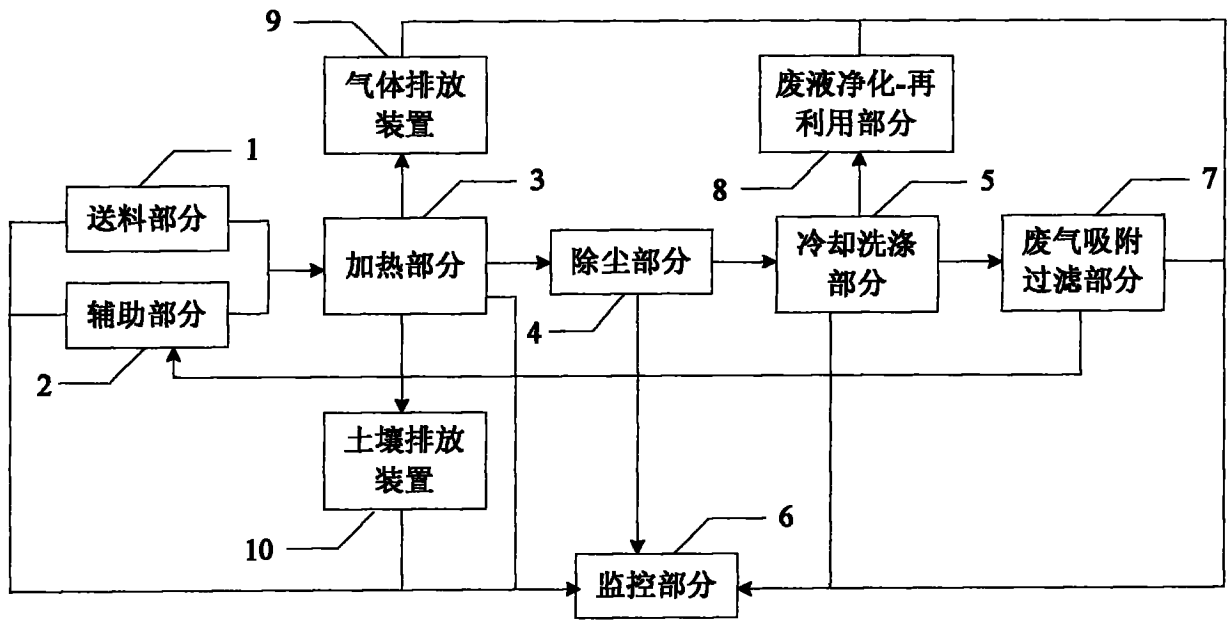 9
气体排放
装置
废液净化-再
利用部分
8
1
送料部分
3
加热部分
除尘部分
4
5
冷却洗涤
部分
7
废气吸附
过滤部分
辅助部分
2
土壤排放
装置
10
6
监控部分